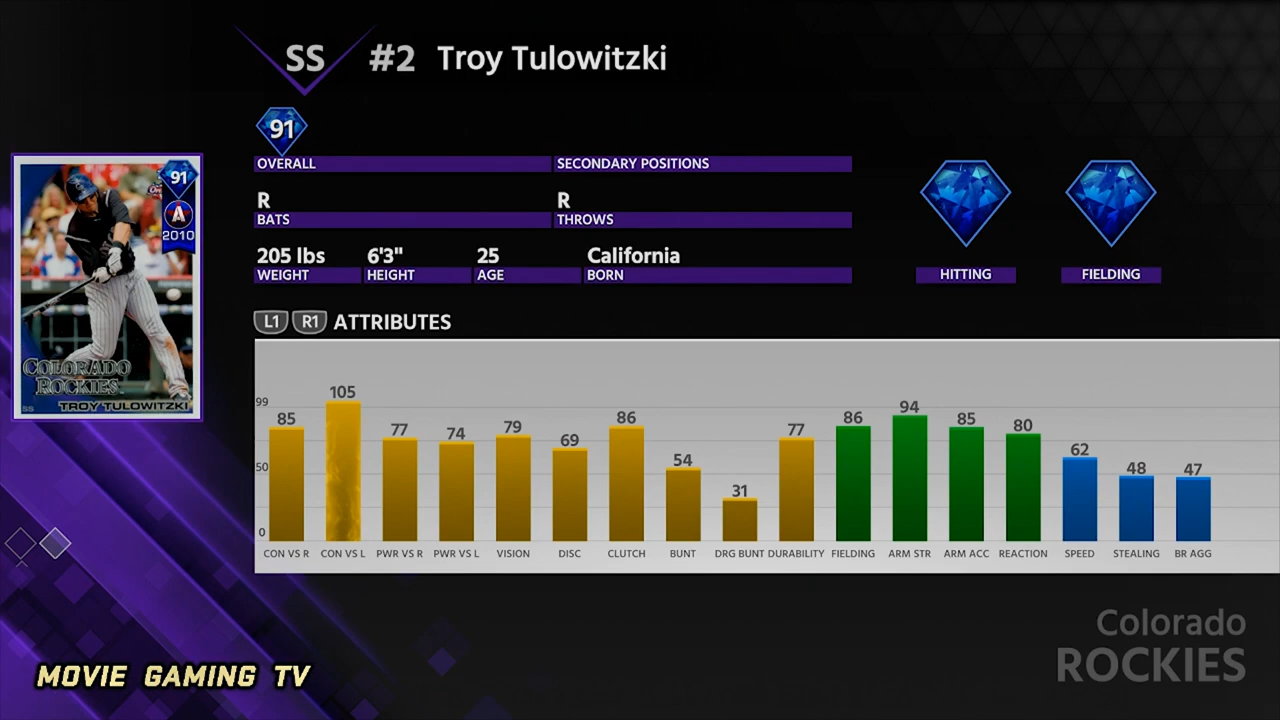 SS #2 Troy Tulowitzki
91
OVERALL SECONDARY POSITIONS
R R
BATS THROWS
205 lbs 6'3" 25 California
WEIGHT HEIGHT AGE BORN
HITTING FIELDING
91
A
2010
COLORADO
ROCKIES
SS TROY TULOWITZKI
L1 R1 ATTRIBUTES
99
50
0
85 105 77 74 79 69 86 54 31 77 86 94 85 80 62 48 47
CON VS R CON VS L PWR VS R PWR VS L VISION DISC CLUTCH BUNT DRG BUNT DURABILITY FIELDING ARM STR ARM ACC REACTION SPEED STEALING BR AGG
Colorado
ROCKIES
MOVIE GAMING TV